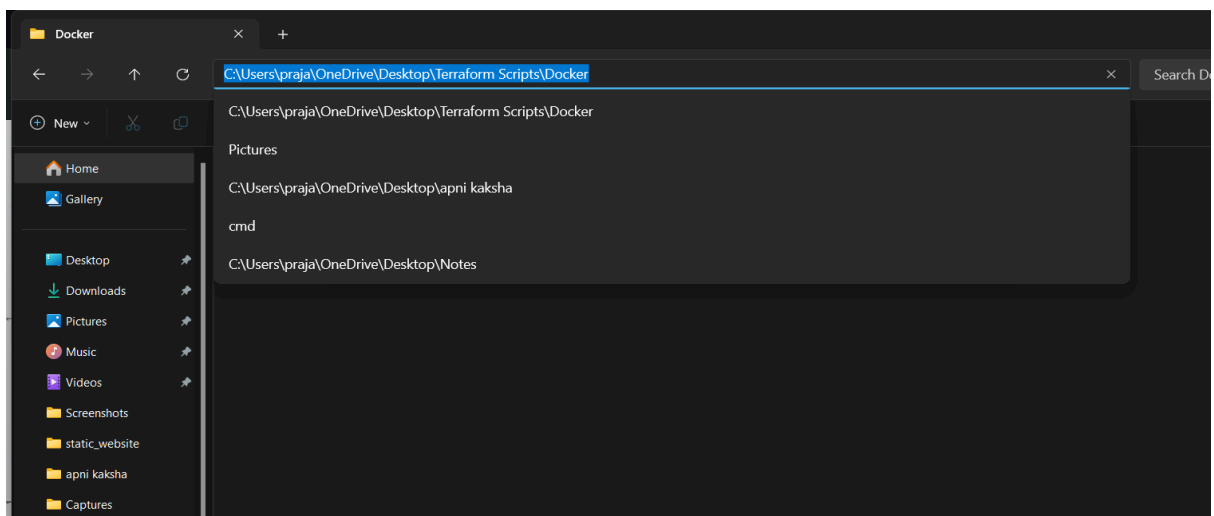 Docker
C:\Users\praja\OneDrive\Desktop\Terraform Scripts\Docker
Search Do
New
C:\Users\praja\OneDrive\Desktop\Terraform Scripts\Docker
Pictures
C:\Users\praja\OneDrive\Desktop\apni kaksha
cmd
C:\Users\praja\OneDrive\Desktop\Notes
Home
Gallery
Desktop
Downloads
Pictures
Music
Videos
Screenshots
static_website
apni kaksha
Captures